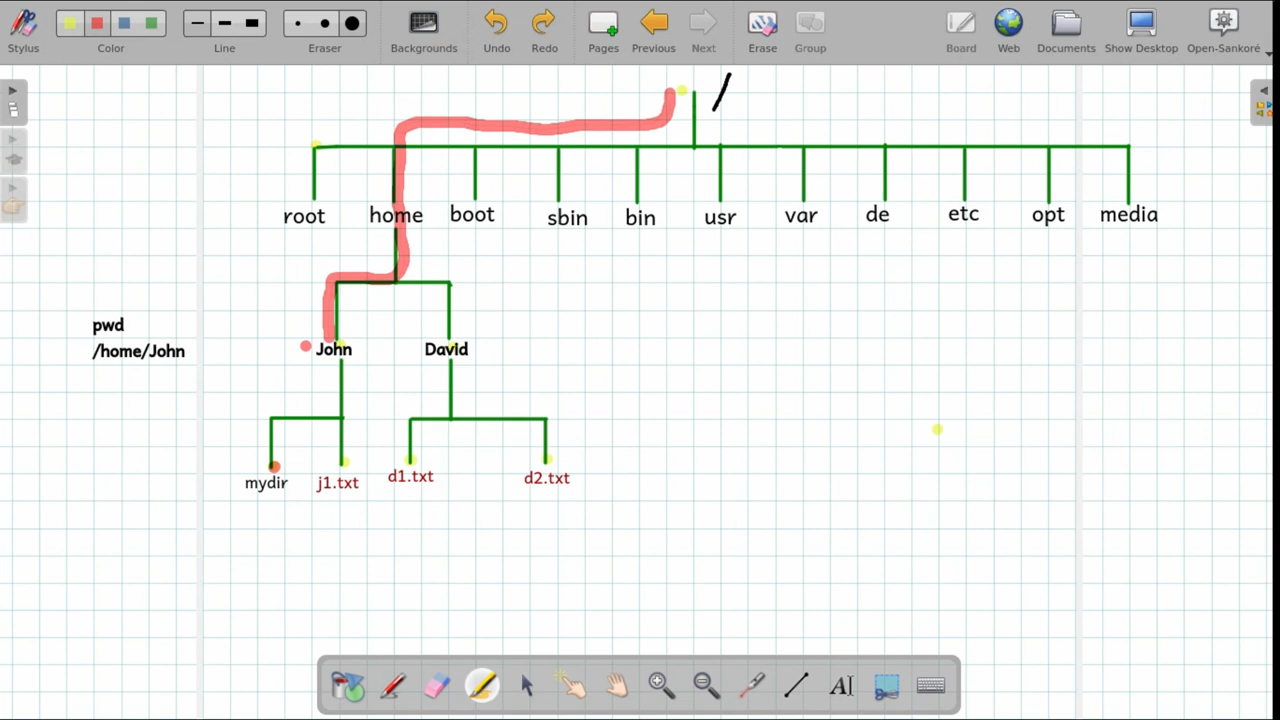 Stylus Color Line Eraser Backgrounds Undo Redo Pages Previous Next Erase Group Board Web Documents Show Desktop Open-Sankoré
/
root home boot sbin bin usr var de etc opt media
pwd
/home/John
John David
mydir j1.txt d1.txt d2.txt
AI